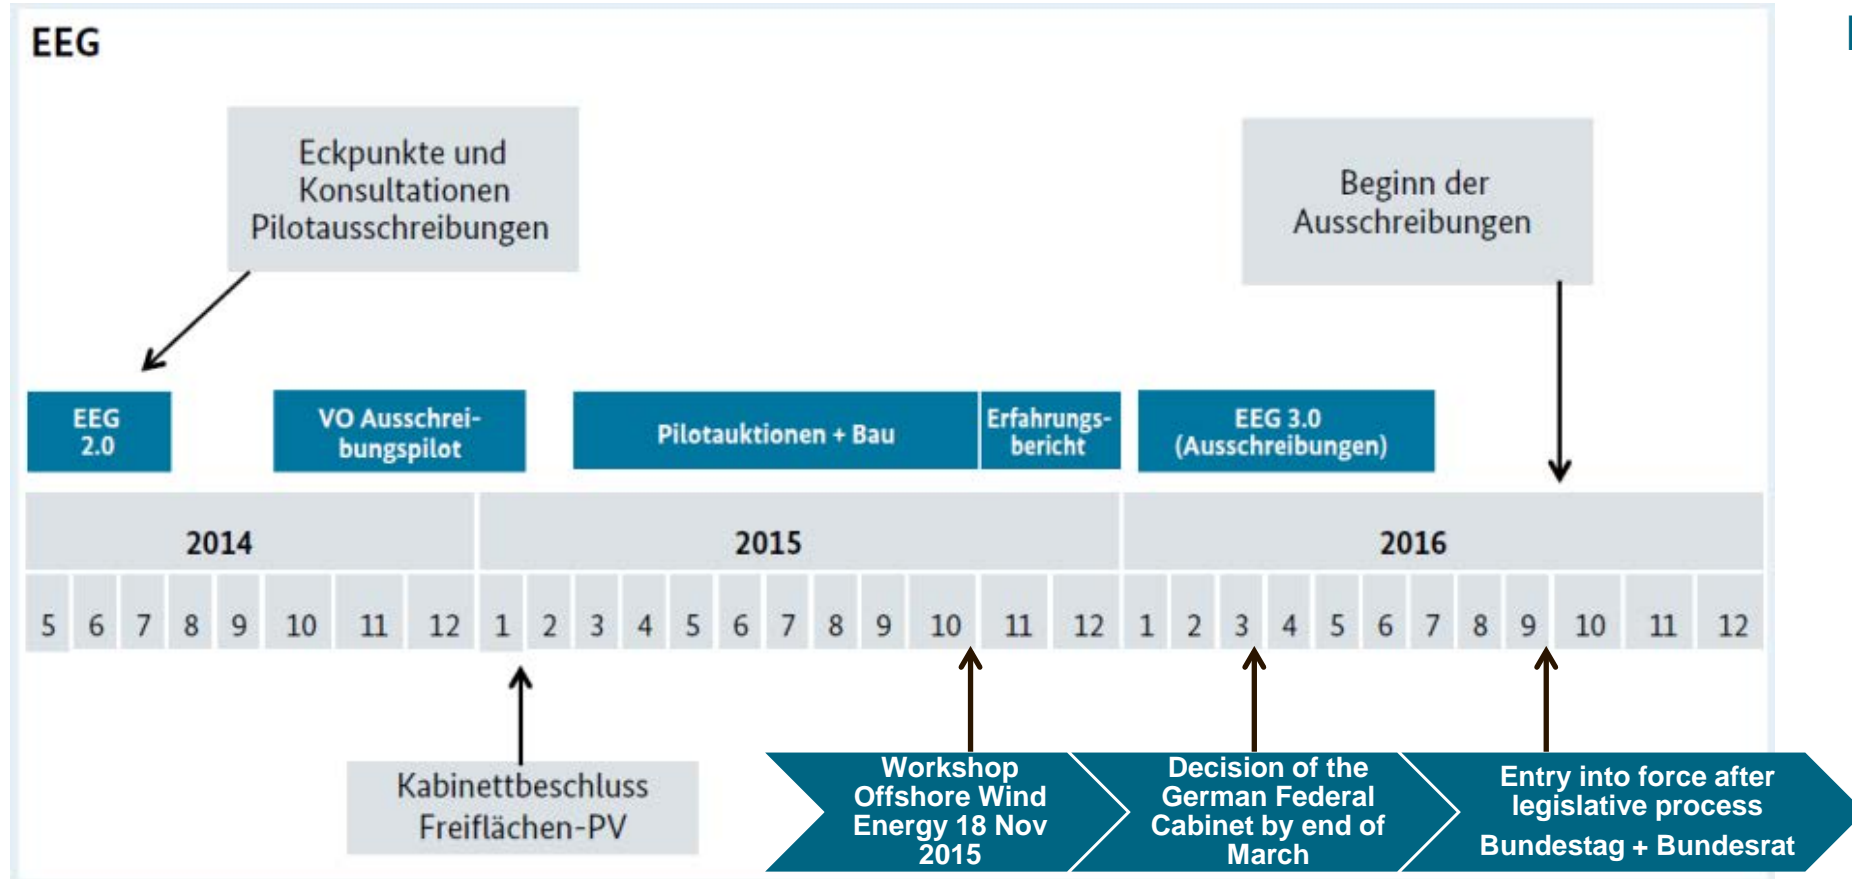 EEG
Eckpunkte und
Konsultationen
Pilotausschreibungen
Beginn der
Ausschreibungen
EEG
2.0
VO Ausschrei-
bungspilot
Pilotauktionen + Bau
Erfahrungs-
bericht
EEG 3.0
(Ausschreibungen)
2014 2015 2016
5 6 7 8 9 10 11 12 1 2 3 4 5 6 7 8 9 10 11 12 1 2 3 4 5 6 7 8 9 10 11 12
Kabinettbeschluss
Freiflächen-PV
Workshop
Offshore Wind
Energy 18 Nov
2015
Decision of the
German Federal
Cabinet by end of
March
Entry into force after
legislative process
Bundestag + Bundesrat